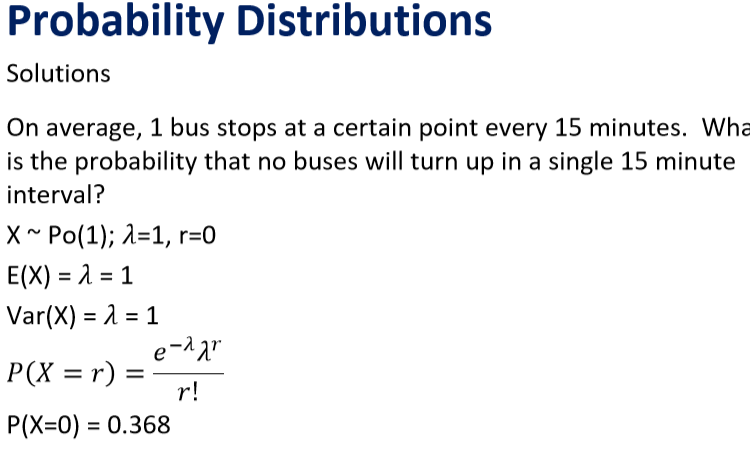 Probability Distributions
Solutions
On average, 1 bus stops at a certain point every 15 minutes. Wha
is the probability that no buses will turn up in a single 15 minute
interval?
X ~ Po(1); λ=1, r=0
E(X) = λ = 1
Var(X) = λ = 1
P(X = r) = e^{−λ} λ^r / r!
P(X=0) = 0.368